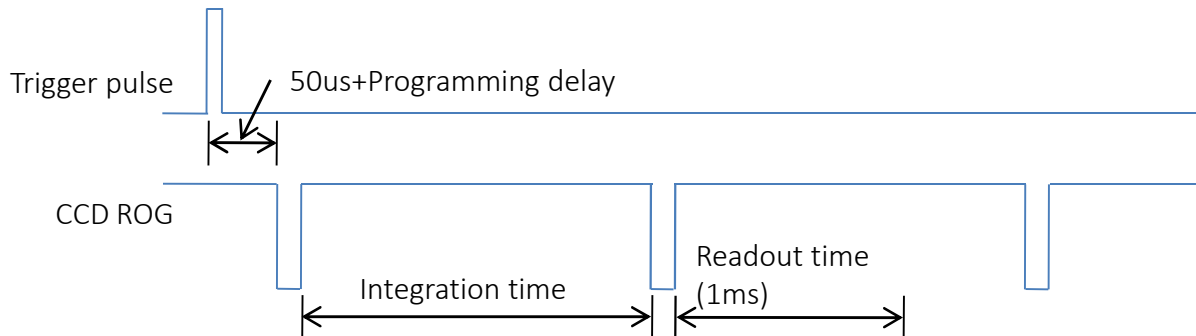 Trigger pulse
50us+Programming delay
CCD ROG
Integration time
Readout time
(1ms)